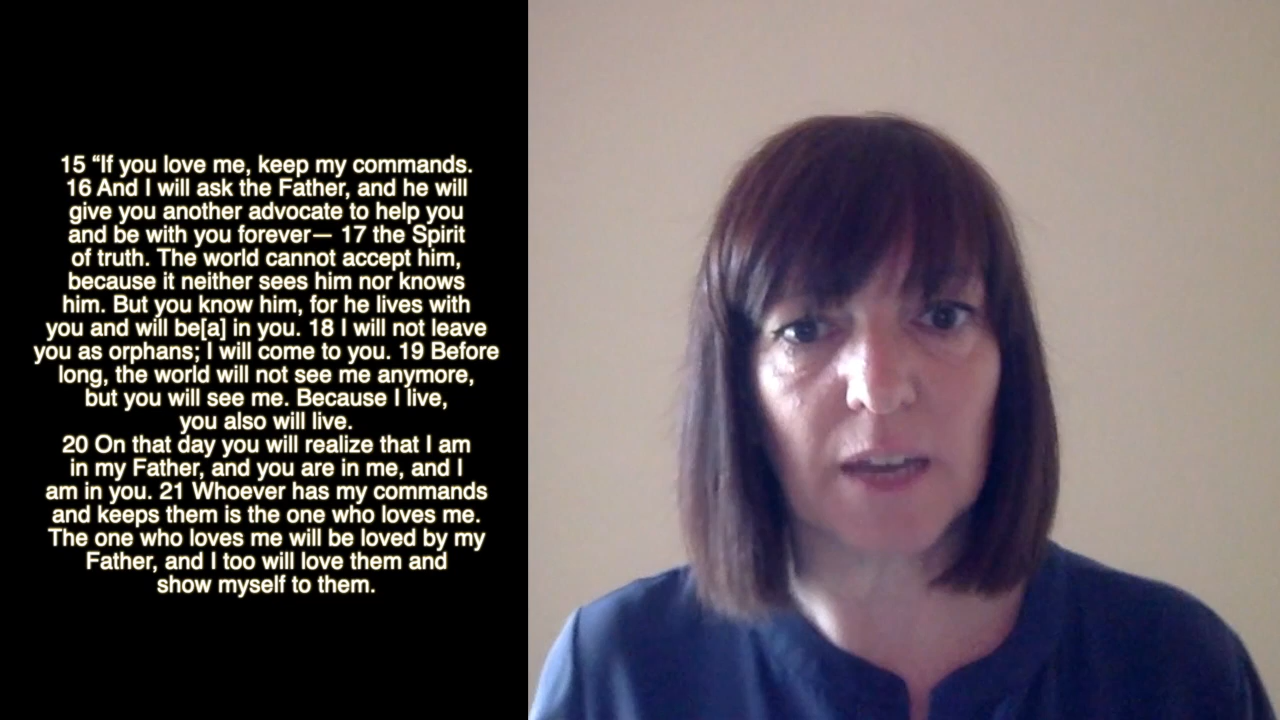 15 “If you love me, keep my commands.
16 And I will ask the Father, and he will
give you another advocate to help you
and be with you forever— 17 the Spirit
of truth. The world cannot accept him,
because it neither sees him nor knows
him. But you know him, for he lives with
you and will be[a] in you. 18 I will not leave
you as orphans; I will come to you. 19 Before
long, the world will not see me anymore,
but you will see me. Because I live,
you also will live.
20 On that day you will realize that I am
in my Father, and you are in me, and I
am in you. 21 Whoever has my commands
and keeps them is the one who loves me.
The one who loves me will be loved by my
Father, and I too will love them and
show myself to them.